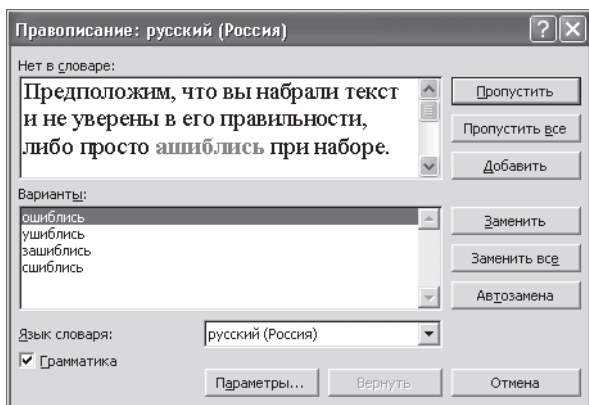 Правописание: русский (Россия)
Нет в словаре:
Предположим, что вы набрали текст
и не уверены в его правильности,
либо просто ашиблись при наборе.
Пропустить
Пропустить все
Добавить
Варианты:
ошиблись
ушиблись
зашиблись
сшиблись
Заменить
Заменить все
Автозамена
Язык словаря:
русский (Россия)
Грамматика
Параметры...
Вернуть
Отмена